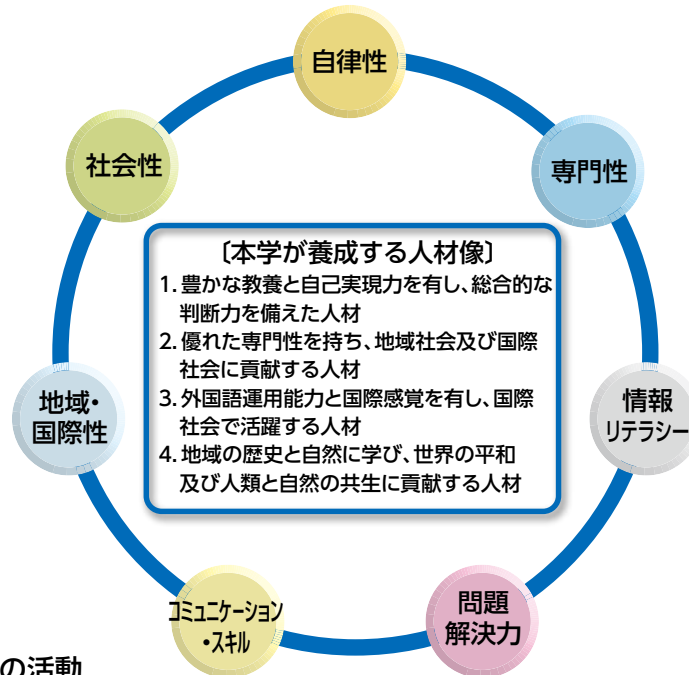 自律性
社会性
専門性
〔本学が養成する人材像〕
1. 豊かな教養と自己実現力を有し、総合的な
判断力を備えた人材
2. 優れた専門性を持ち、地域社会及び国際
社会に貢献する人材
3. 外国語運用能力と国際感覚を有し、国際
社会で活躍する人材
4. 地域の歴史と自然に学び、世界の平和
及び人類と自然の共生に貢献する人材
地域・
国際性
情報
リテラシー
コミュニケーション
・スキル
問題
解決力
の活動